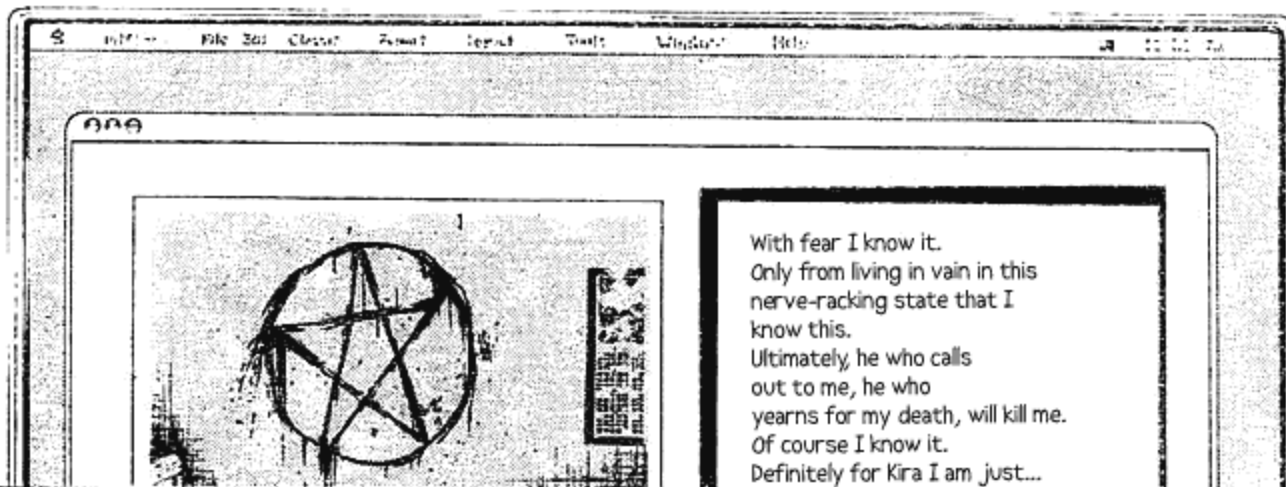 File Edit Window Help
With fear I know it.
Only from living in vain in this
nerve-racking state that I
know this.
Ultimately, he who calls
out to me, he who
yearns for my death, will kill me.
Of course I know it.
Definitely for Kira I am just...